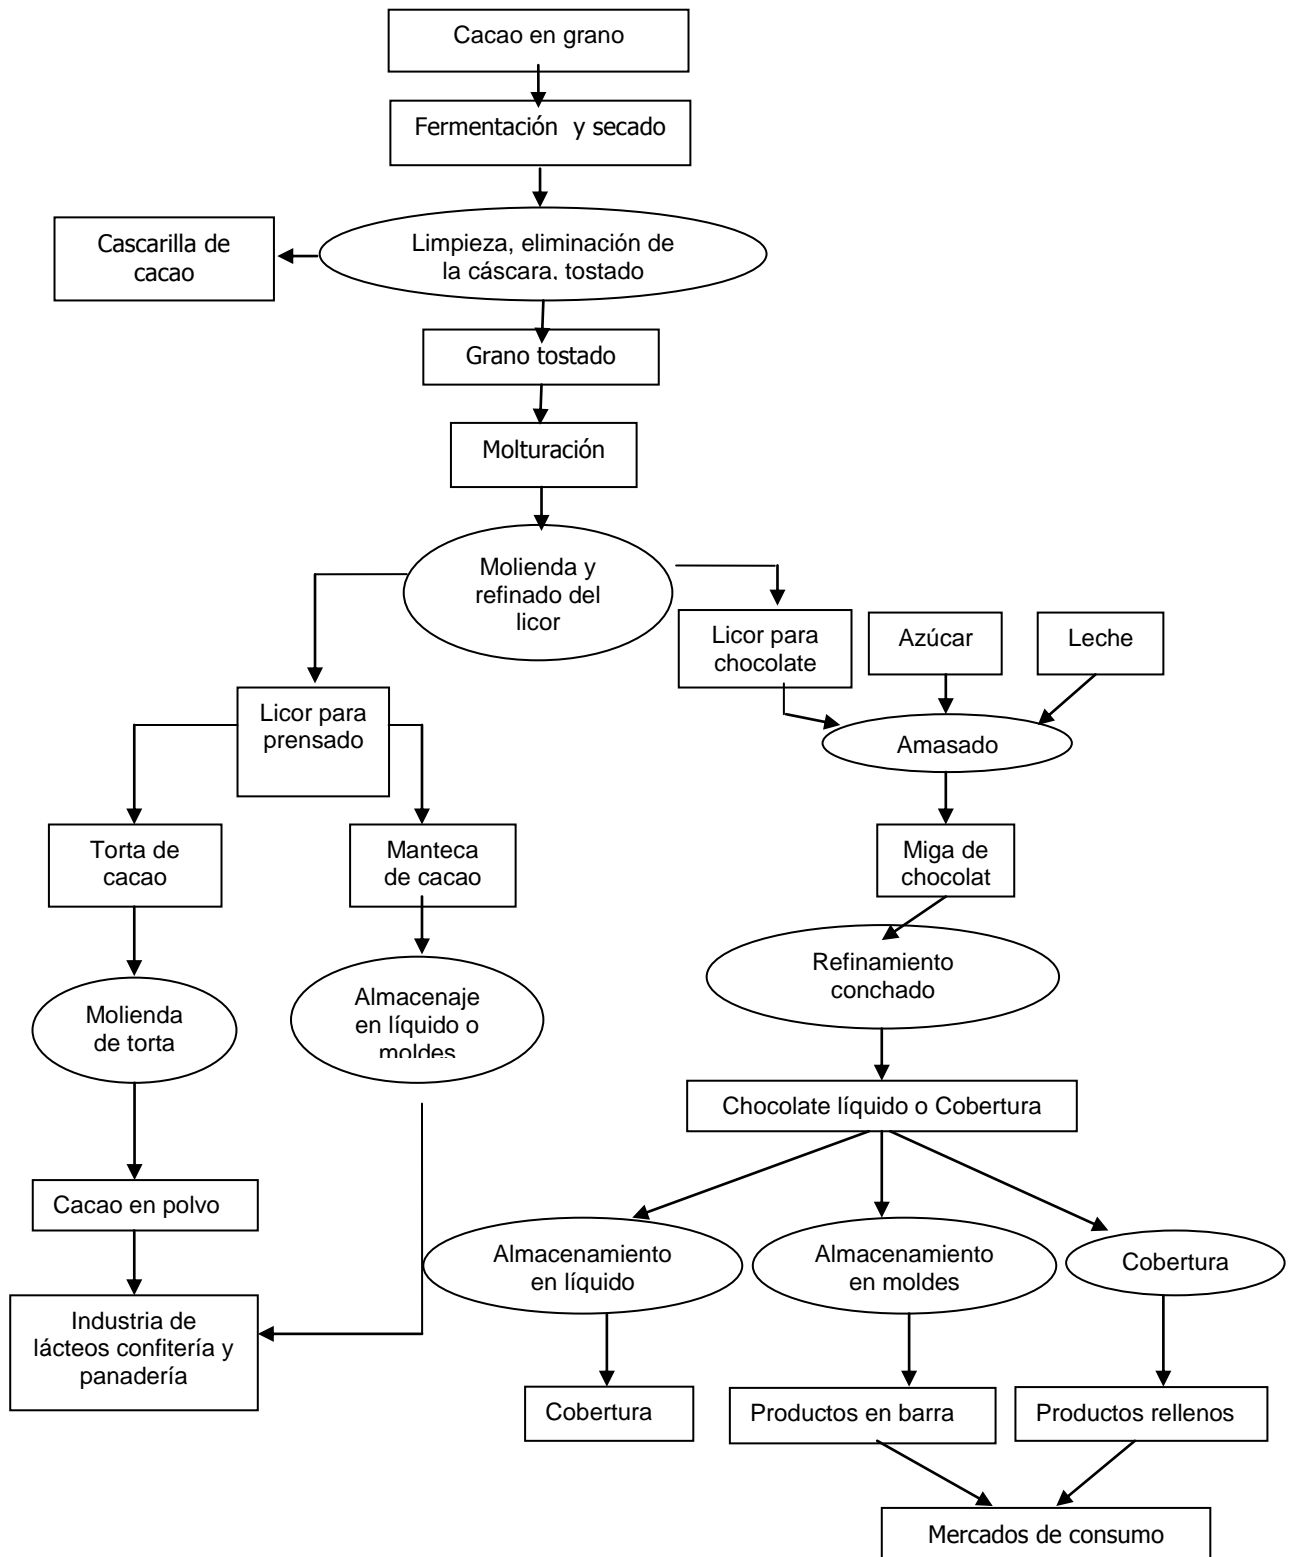 Cacao en grano
Fermentación y secado
Cascarilla de
cacao
Limpieza, eliminación de
la cáscara, tostado
Grano tostado
Molturación
Molienda y
refinado del
licor
Licor para
chocolate
Azúcar
Leche
Licor para
prensado
Amasado
Torta de
cacao
Manteca
de cacao
Miga de
chocolat
Refinamiento
conchado
Molienda
de torta
Almacenaje
en líquido o
moldes
Chocolate líquido o Cobertura
Cacao en polvo
Almacenamiento
en líquido
Almacenamiento
en moldes
Cobertura
Industria de
lácteos confitería y
panadería
Cobertura
Productos en barra
Productos rellenos
Mercados de consumo